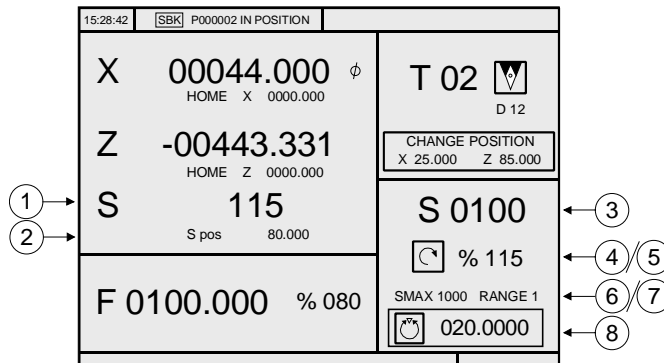 15:28:42 SBK P000002 IN POSITION
X 00044.000 ϕ
HOME X 0000.000
Z -00443.331
HOME Z 0000.000
1 S 115
2 S pos 80.000
F 0100.000 % 080
T 02
D 12
CHANGE POSITION
X 25.000 Z 85.000
S 0100 3
% 115 4/5
SMAX 1000 RANGE 1 6/7
020.0000 8